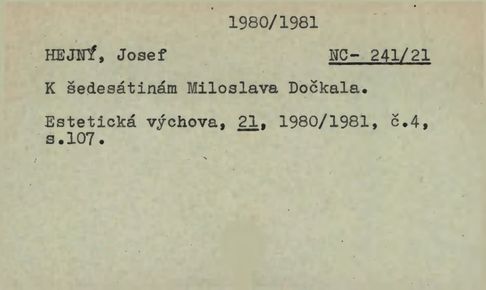 1980/1981
HEJNÝ, Josef NC- 241/21
K šedesátinám Miloslava Dočkala.
Estetická výchova, 21, 1980/1981, č.4,
s.107.